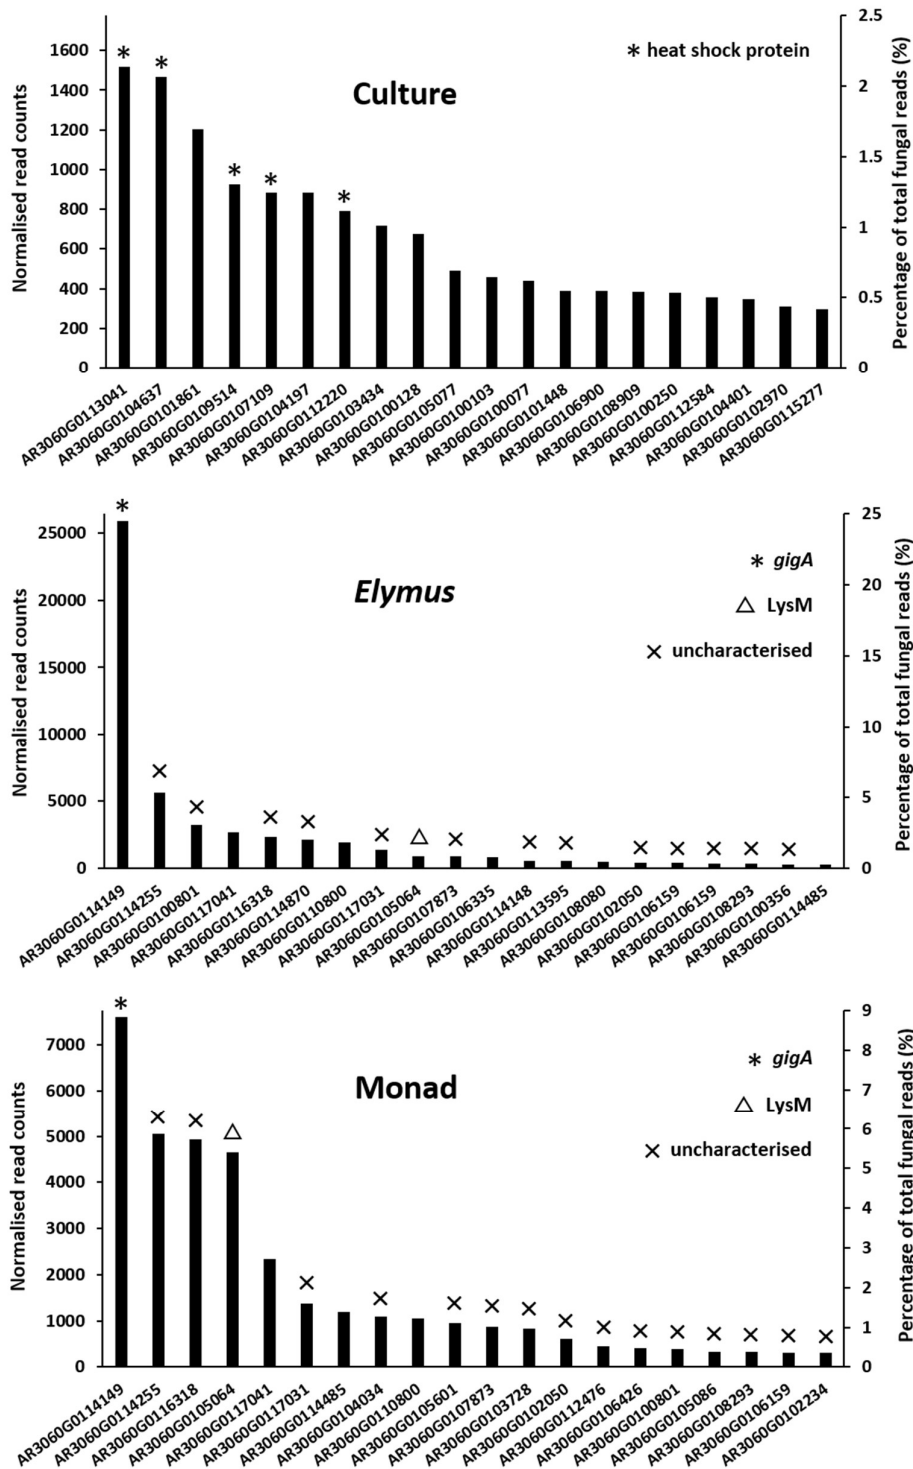 Culture
* heat shock protein
Normalised read counts
1600
1400
1200
1000
800
600
400
200
0
2.5
2
1.5
1
0.5
0
Percentage of total fungal reads (%)
AR3060G0113041
AR3060G0104637
AR3060G0101861
AR3060G0109514
AR3060G0107109
AR3060G0104197
AR3060G0112220
AR3060G0103434
AR3060G0100128
AR3060G0105077
AR3060G0100103
AR3060G0100077
AR3060G0101448
AR3060G0106900
AR3060G0108909
AR3060G0100250
AR3060G0112584
AR3060G0104401
AR3060G0102970
AR3060G0115277
Elymus
* gigA
△ LysM
× uncharacterised
Normalised read counts
25000
20000
15000
10000
5000
0
25
20
15
10
5
0
Percentage of total fungal reads (%)
AR3060G0114149
AR3060G0114255
AR3060G0100801
AR3060G0117041
AR3060G0116318
AR3060G0114870
AR3060G0110800
AR3060G0117031
AR3060G0105064
AR3060G0107873
AR3060G0106335
AR3060G0114148
AR3060G0113595
AR3060G0108080
AR3060G0102050
AR3060G0106159
AR3060G0106159
AR3060G0108293
AR3060G0100356
AR3060G0114485
Monad
* gigA
△ LysM
× uncharacterised
Normalised read counts
7000
6000
5000
4000
3000
2000
1000
0
9
8
7
6
5
4
3
2
1
0
Percentage of total fungal reads (%)
AR3060G0114149
AR3060G0114255
AR3060G0116318
AR3060G0105064
AR3060G0117041
AR3060G0117031
AR3060G0114485
AR3060G0104034
AR3060G0110800
AR3060G0105601
AR3060G0107873
AR3060G0103728
AR3060G0102050
AR3060G0112476
AR3060G0106426
AR3060G0100801
AR3060G0105086
AR3060G0108293
AR3060G0106159
AR3060G0102234